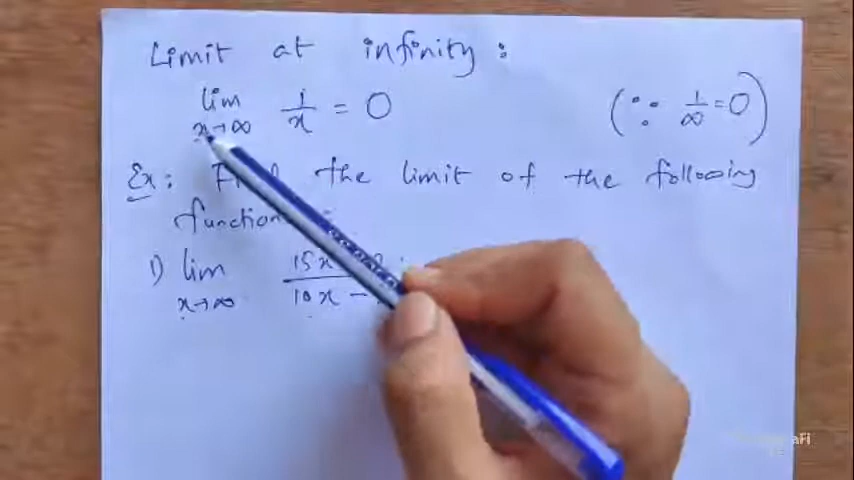 Limit at infinity :
lim x→∞ 1/x = 0 (∵ 1/∞ = 0)
Ex: Find the limit of the following
function :
1) lim x→∞ 15x / 10x −